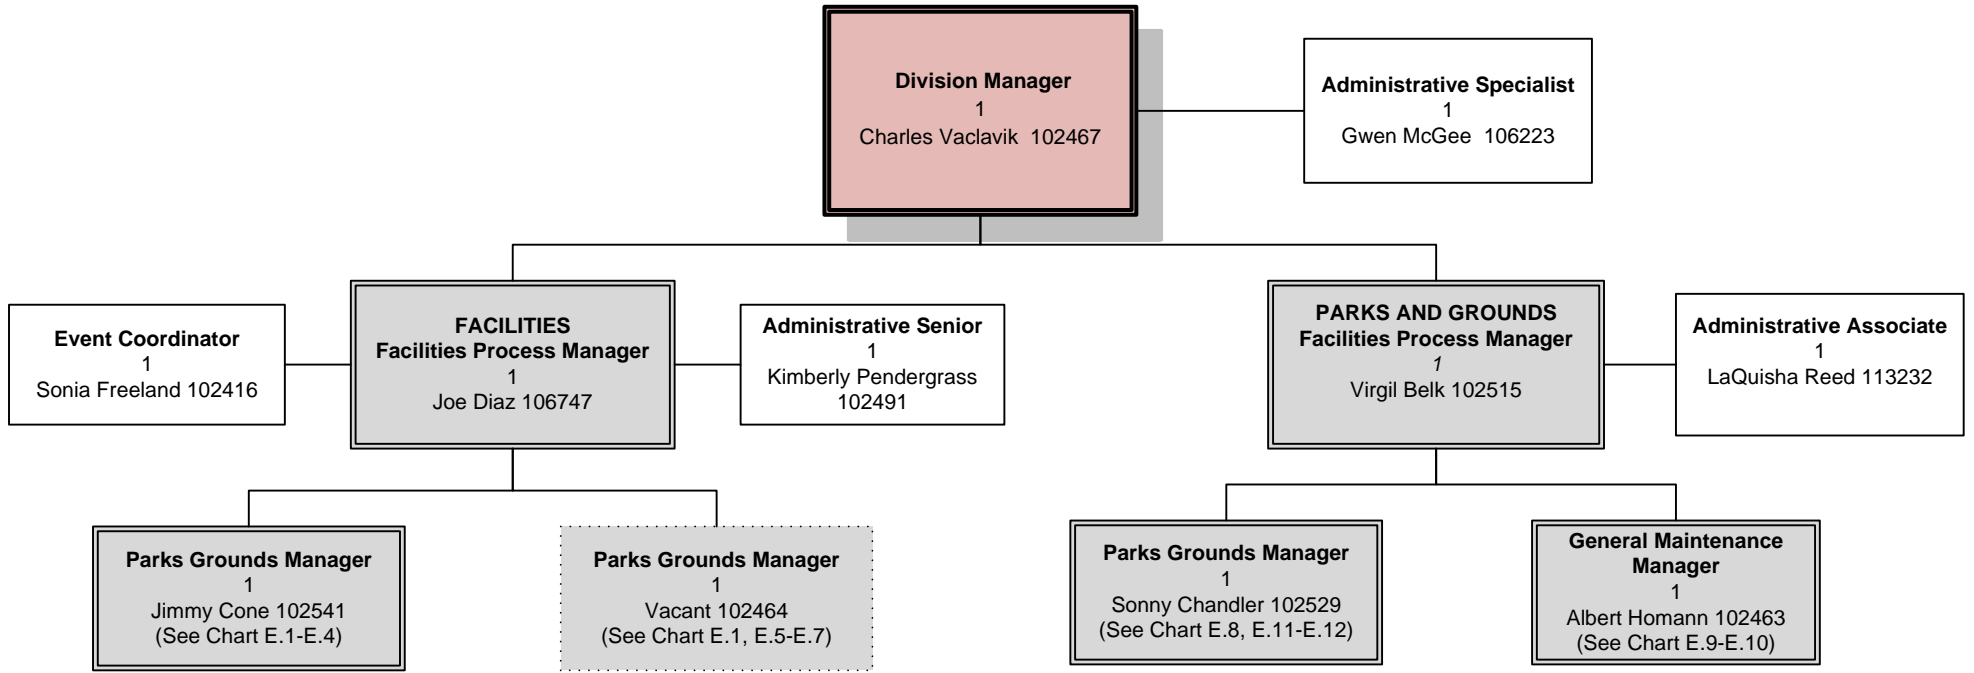 Division Manager
1
Charles Vaclavik 102467
Administrative Specialist
1
Gwen McGee 106223
Event Coordinator
1
Sonia Freeland 102416
FACILITIES
Facilities Process Manager
1
Joe Diaz 106747
Administrative Senior
1
Kimberly Pendergrass
102491
PARKS AND GROUNDS
Facilities Process Manager
1
Virgil Belk 102515
Administrative Associate
1
LaQuisha Reed 113232
Parks Grounds Manager
1
Jimmy Cone 102541
(See Chart E.1-E.4)
Parks Grounds Manager
1
Vacant 102464
(See Chart E.1, E.5-E.7)
Parks Grounds Manager
1
Sonny Chandler 102529
(See Chart E.8, E.11-E.12)
General Maintenance
Manager
1
Albert Homann 102463
(See Chart E.9-E.10)